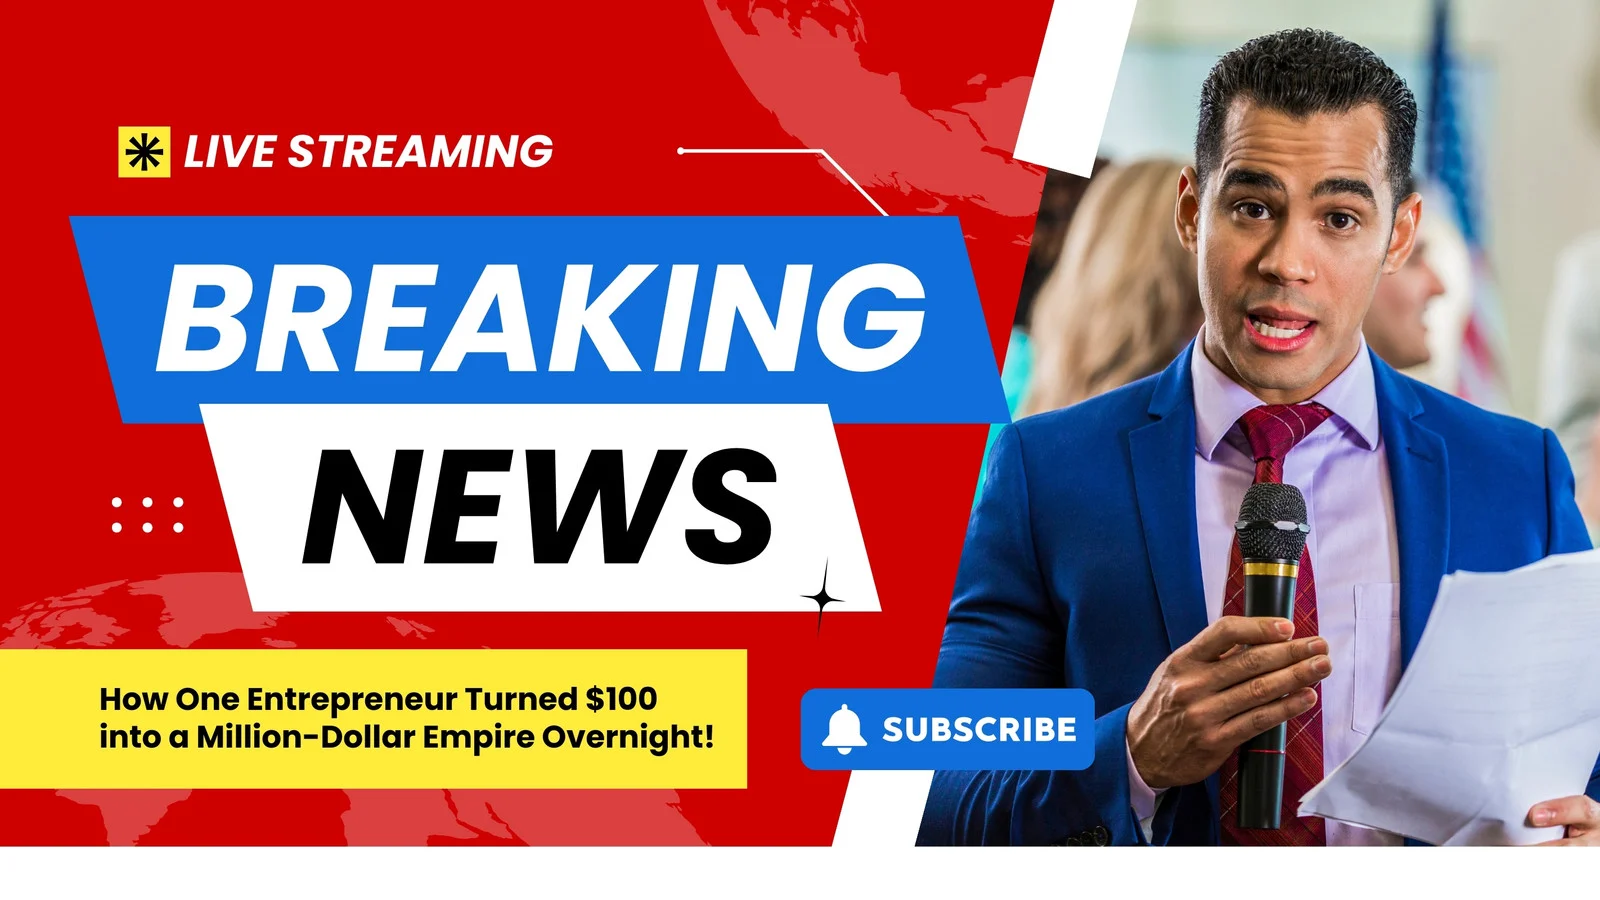 LIVE STREAMING
BREAKING
NEWS
How One Entrepreneur Turned $100
into a Million-Dollar Empire Overnight!
SUBSCRIBE